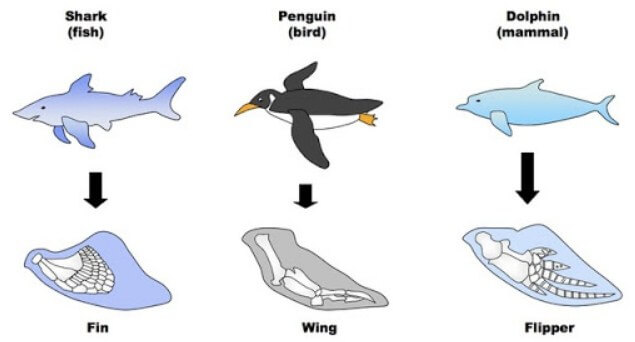 Shark
(fish)
Penguin
(bird)
Dolphin
(mammal)
Fin
Wing
Flipper